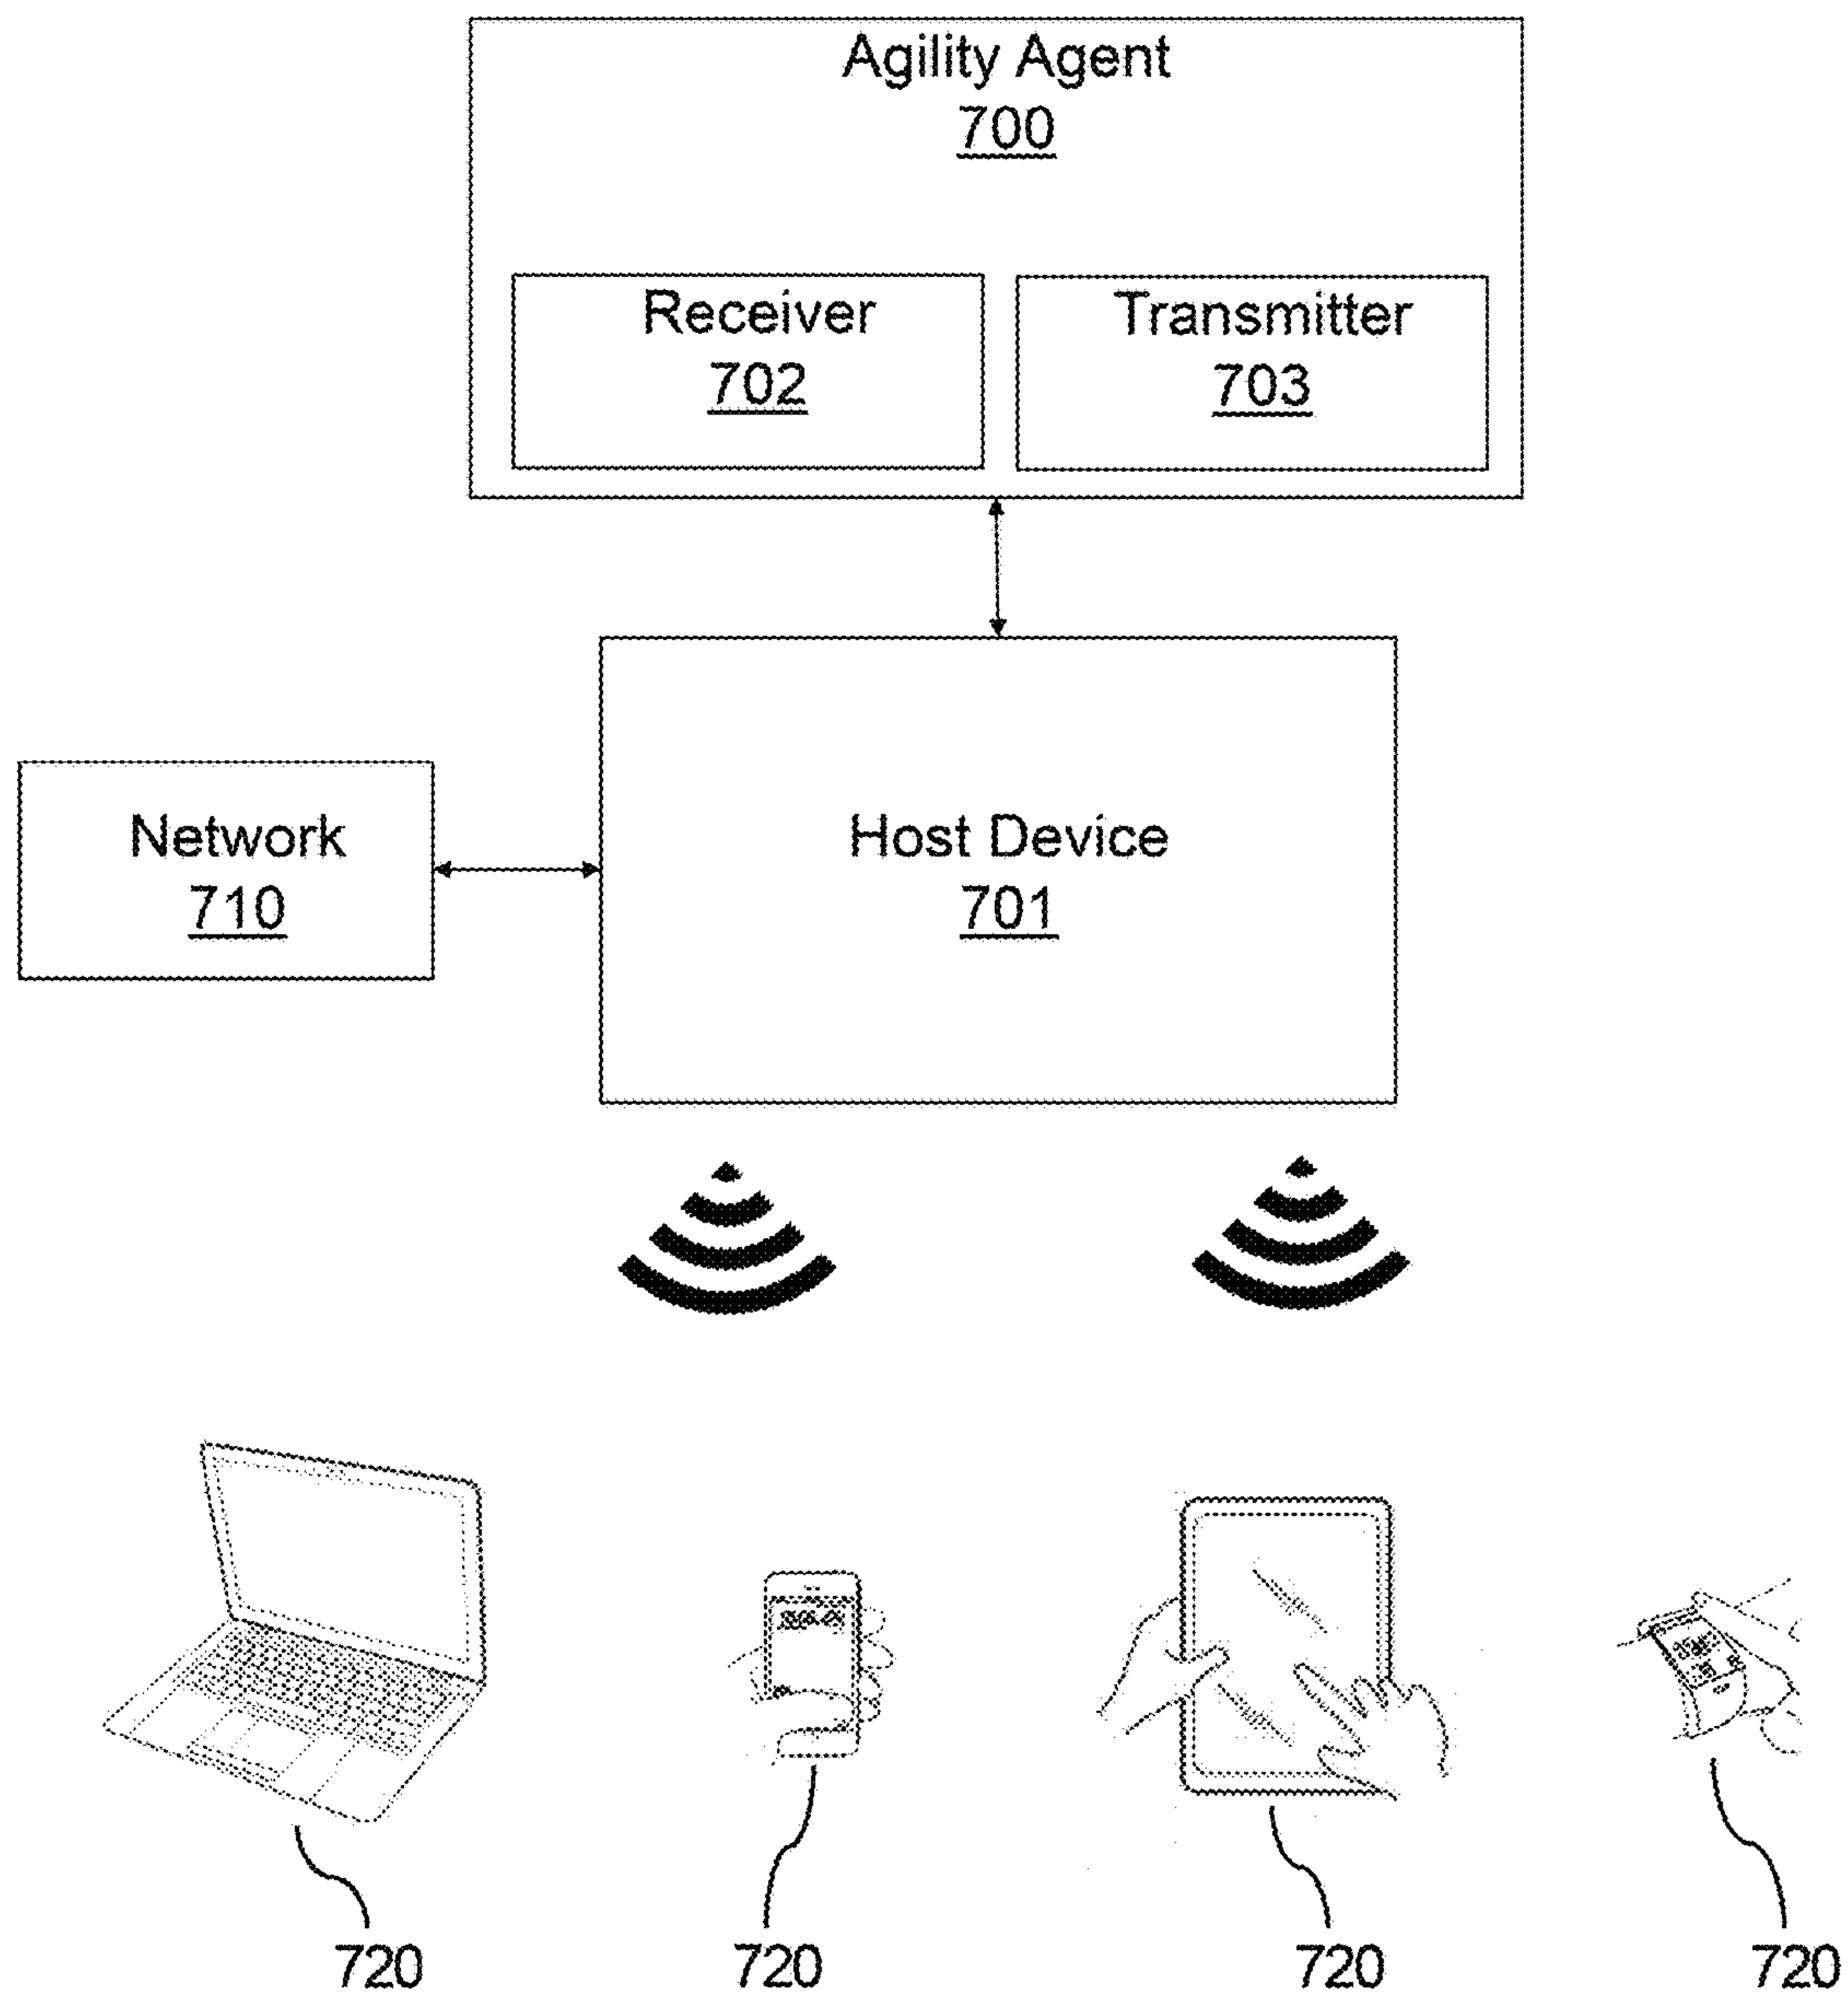 Agility Agent
700
Receiver
702
Transmitter
703
Network
710
Host Device
701
720
720
720
720